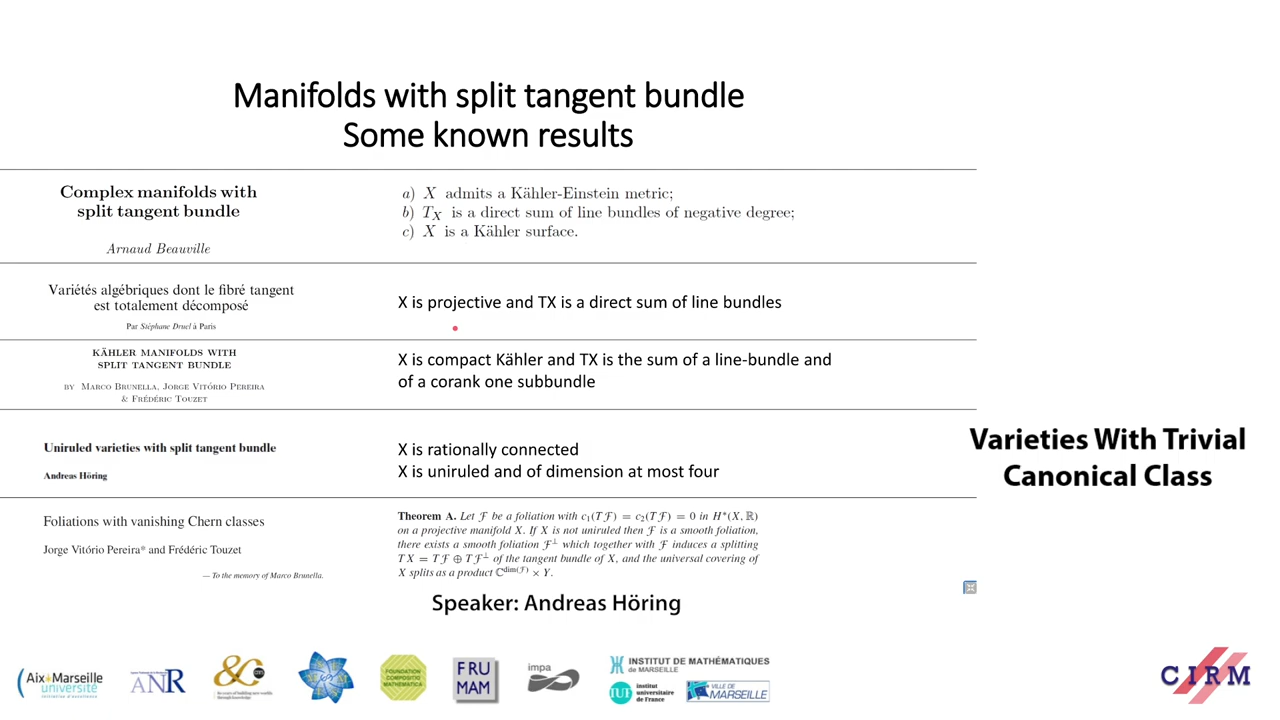 Manifolds with split tangent bundle
Some known results
Complex manifolds with
split tangent bundle
Arnaud Beauville
a) X admits a Kähler-Einstein metric;
b) T_X is a direct sum of line bundles of negative degree;
c) X is a Kähler surface.
Variétés algébriques dont le fibré tangent
est totalement décomposé
Par Stéphane Druel à Paris
X is projective and TX is a direct sum of line bundles
KÄHLER MANIFOLDS WITH
SPLIT TANGENT BUNDLE
BY MARCO BRUNELLA, JORGE VITÓRIO PEREIRA
& FRÉDÉRIC TOUZET
X is compact Kähler and TX is the sum of a line-bundle and
of a corank one subbundle
Uniruled varieties with split tangent bundle
Andreas Höring
X is rationally connected
X is uniruled and of dimension at most four
Foliations with vanishing Chern classes
Jorge Vitório Pereira* and Frédéric Touzet
— To the memory of Marco Brunella.
Theorem A. Let ℱ be a foliation with c₁(Tℱ) = c₂(Tℱ) = 0 in H*(X, ℝ)
on a projective manifold X. If X is not uniruled then ℱ is a smooth foliation,
there exists a smooth foliation ℱ^⊥ which together with ℱ induces a splitting
TX = Tℱ ⊕ Tℱ^⊥ of the tangent bundle of X, and the universal covering of
X splits as a product ℂ^dim(ℱ) × Y.
Varieties With Trivial
Canonical Class
Speaker: Andreas Höring
Aix*Marseille
université
ANR
FOUNDATION
COMPOSITIO
MATHEMATICA
FRU
MAM
impa
INSTITUT DE MATHÉMATIQUES
de MARSEILLE
IUF
institut
universitaire
de France
VILLE DE
MARSEILLE
CIRM